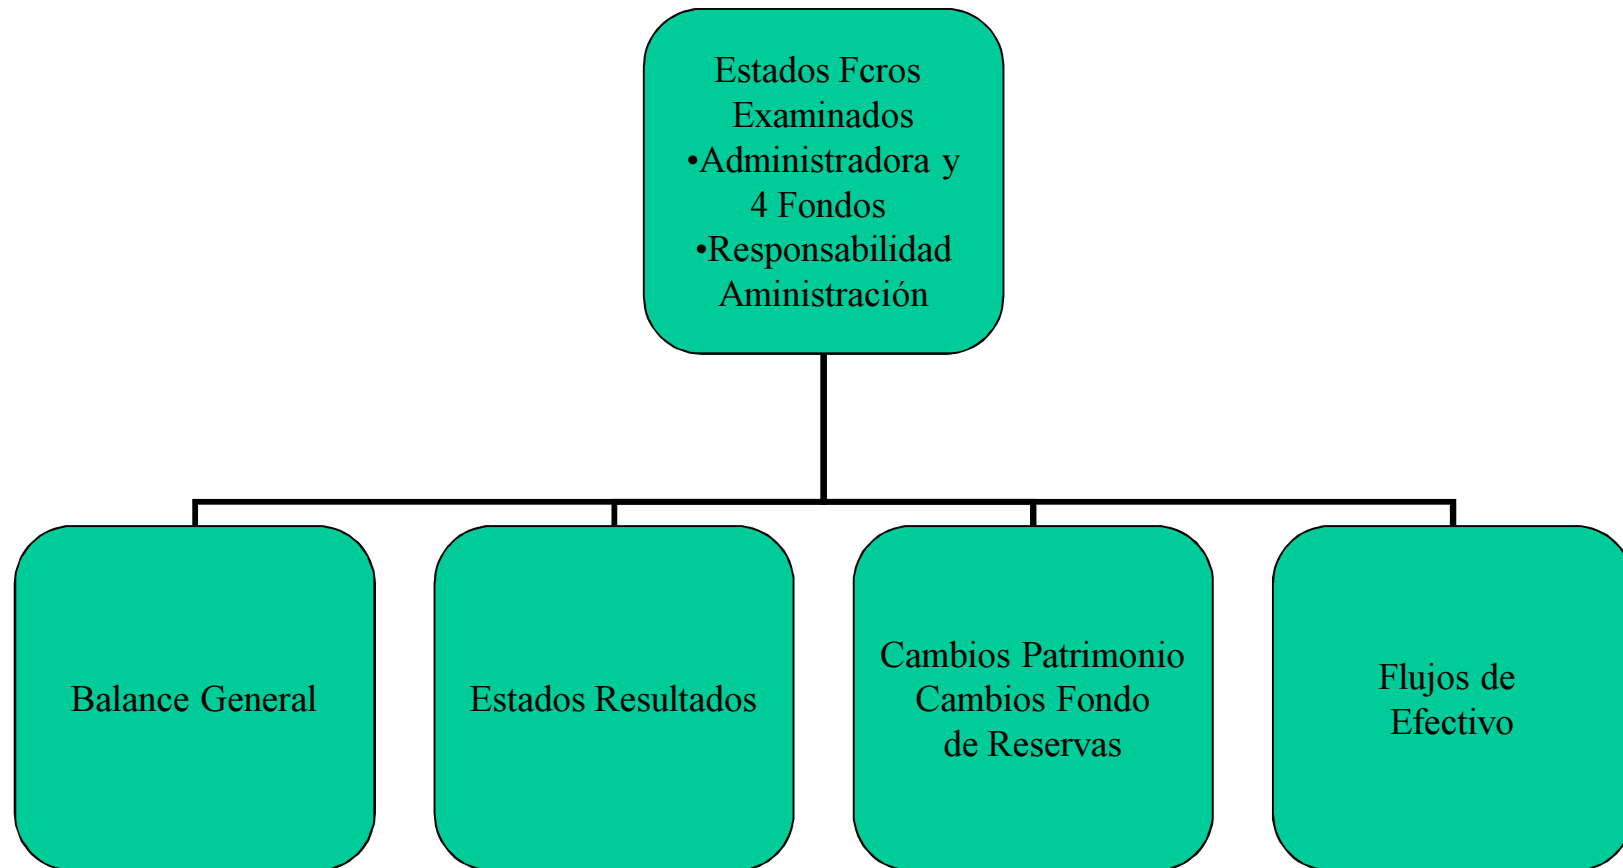 Estados Fcros
Examinados
•Administradora y
4 Fondos
•Responsabilidad
Aministración
Balance General
Estados Resultados
Cambios Patrimonio
Cambios Fondo
de Reservas
Flujos de
Efectivo